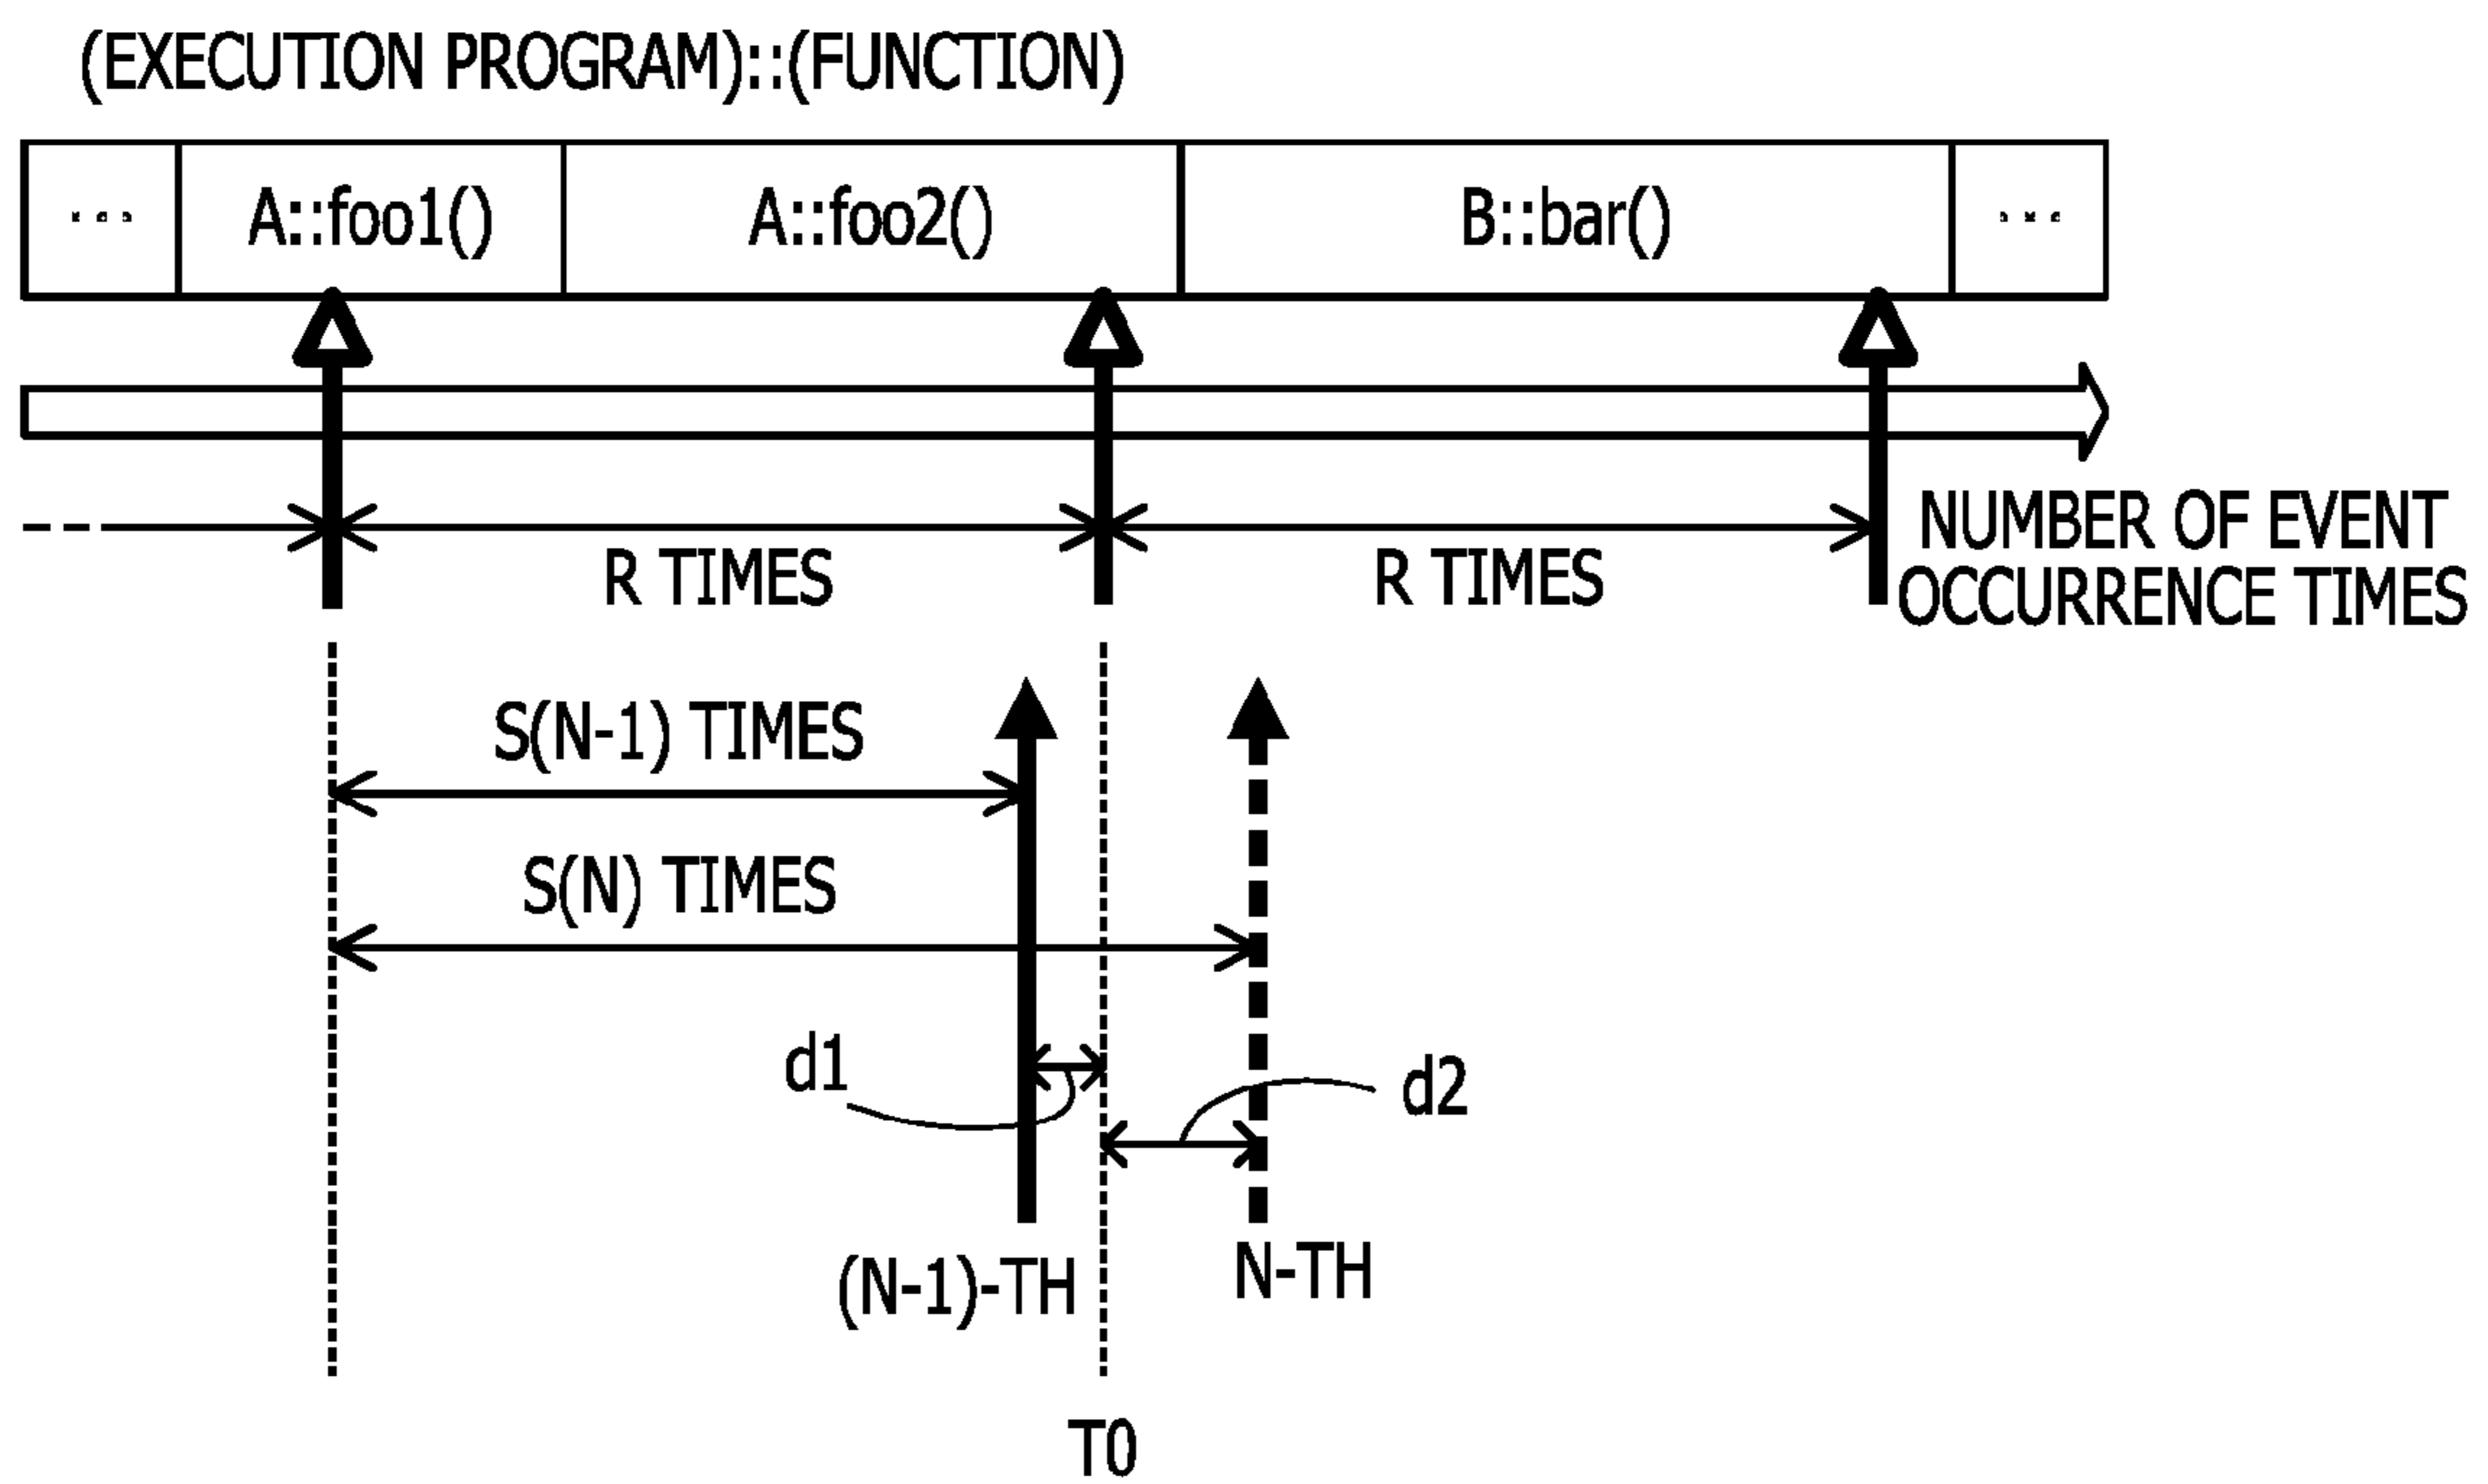 (EXECUTION PROGRAM)::(FUNCTION)
... A::foo1() A::foo2() B::bar() ...
R TIMES R TIMES NUMBER OF EVENT
OCCURRENCE TIMES
S(N-1) TIMES
S(N) TIMES
d1 d2
(N-1)-TH N-TH
T0